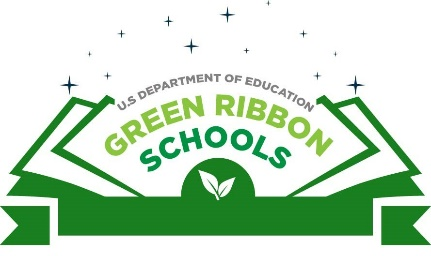 U.S DEPARTMENT OF EDUCATION
GREEN RIBBON
SCHOOLS